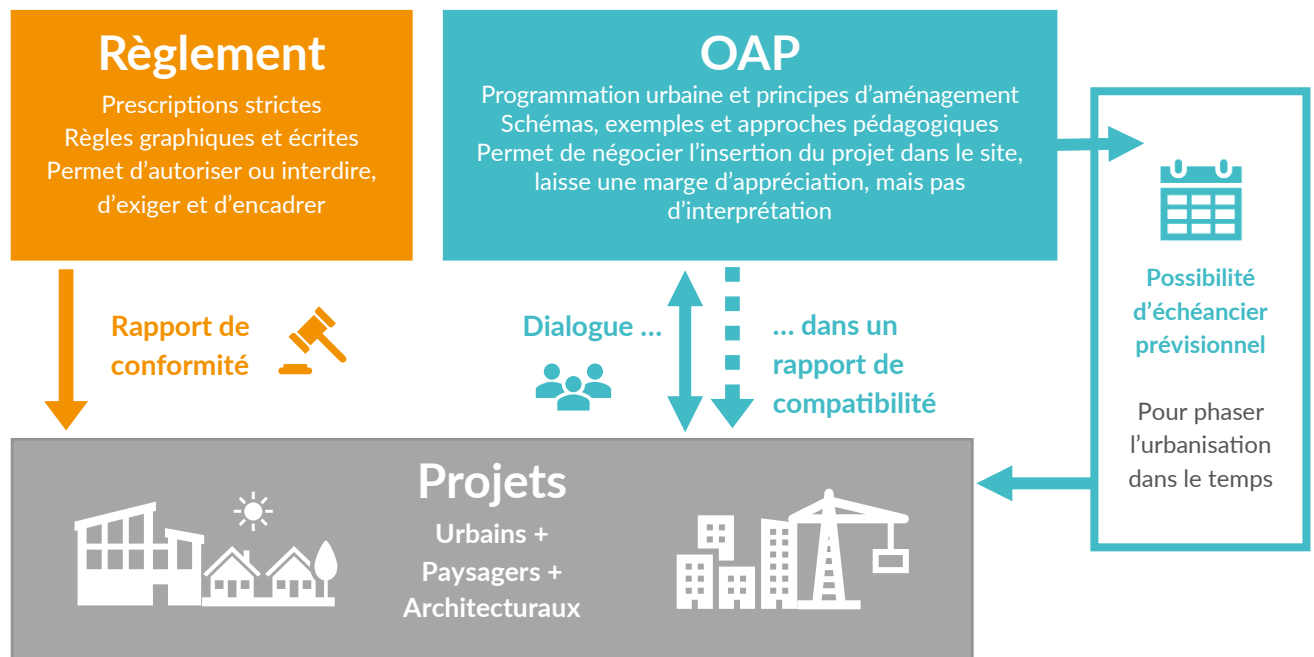 Règlement
Prescriptions strictes
Règles graphiques et écrites
Permet d'autoriser ou interdire,
d'exiger et d'encadrer
OAP
Programmation urbaine et principes d'aménagement
Schémas, exemples et approches pédagogiques
Permet de négocier l'insertion du projet dans le site,
laisse une marge d'appréciation, mais pas
d'interprétation
Rapport de
conformité
Dialogue ...
... dans un
rapport de
compatibilité
Possibilité
d'échéancier
prévisionnel
Pour phaser
l'urbanisation
dans le temps
Projets
Urbains +
Paysagers +
Architecturaux